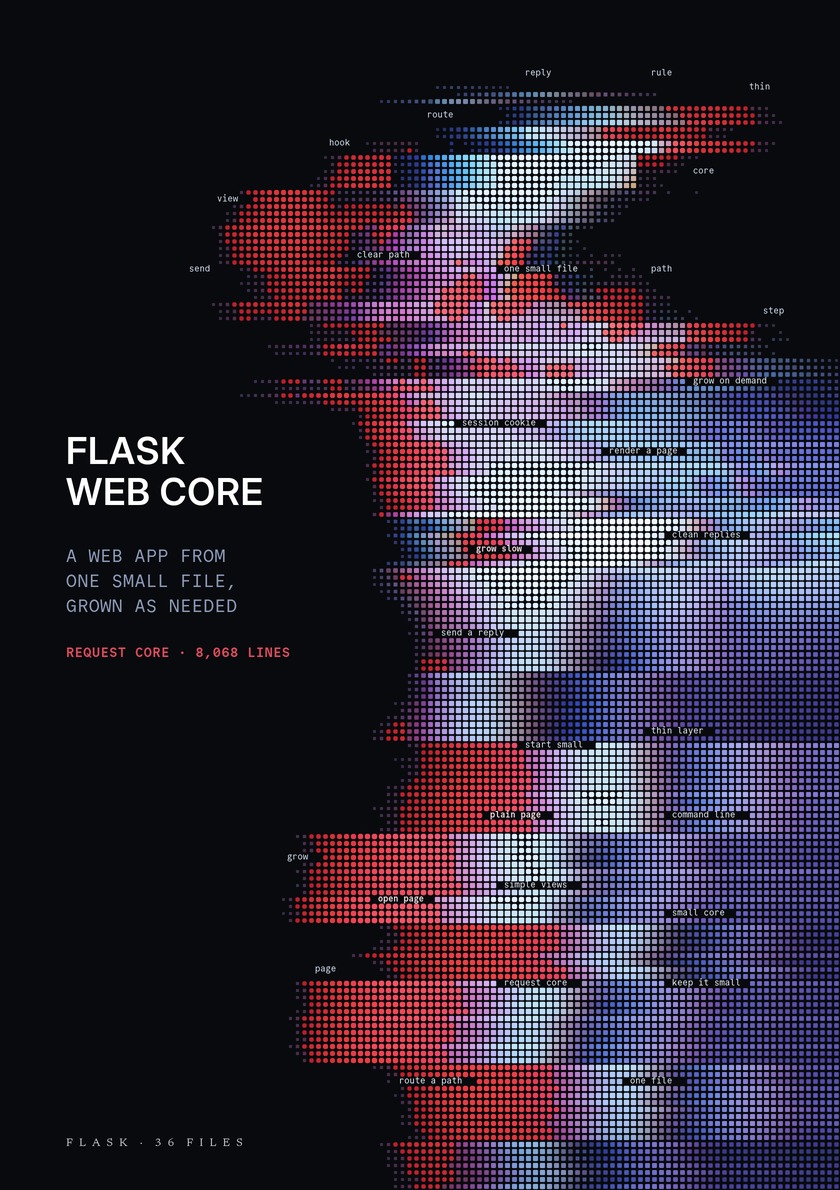 reply
rule
thin
route
hook
core
view
clear path
send
one small file
path
step
grow on demand
session cookie
FLASK
WEB CORE
render a page
clean replies
grow slow
A WEB APP FROM
ONE SMALL FILE,
GROWN AS NEEDED
send a reply
REQUEST CORE · 8,068 LINES
thin layer
start small
plain page
command line
grow
simple views
open page
small core
page
request core
keep it small
route a path
one file
FLASK · 36 FILES